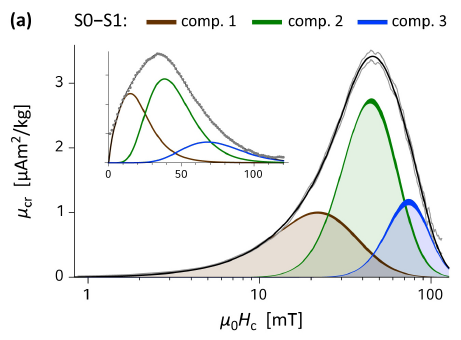 (a) S0–S1: comp. 1 comp. 2 comp. 3
3
2
1
0
μcr [μAm²/kg]
0 50 100
1 10 100
μ0Hc [mT]